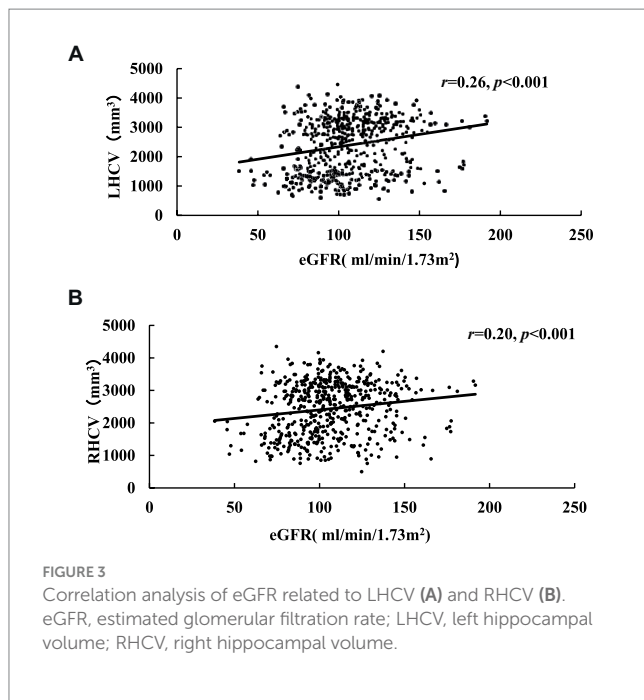 A
r=0.26, p<0.001
5000
4000
3000
2000
1000
0
LHCV (mm³)
0 50 100 150 200 250
eGFR( ml/min/1.73m²)
B
r=0.20, p<0.001
5000
4000
3000
2000
1000
0
RHCV (mm³)
0 50 100 150 200 250
eGFR( ml/min/1.73m²)
FIGURE 3
Correlation analysis of eGFR related to LHCV (A) and RHCV (B).
eGFR, estimated glomerular filtration rate; LHCV, left hippocampal
volume; RHCV, right hippocampal volume.